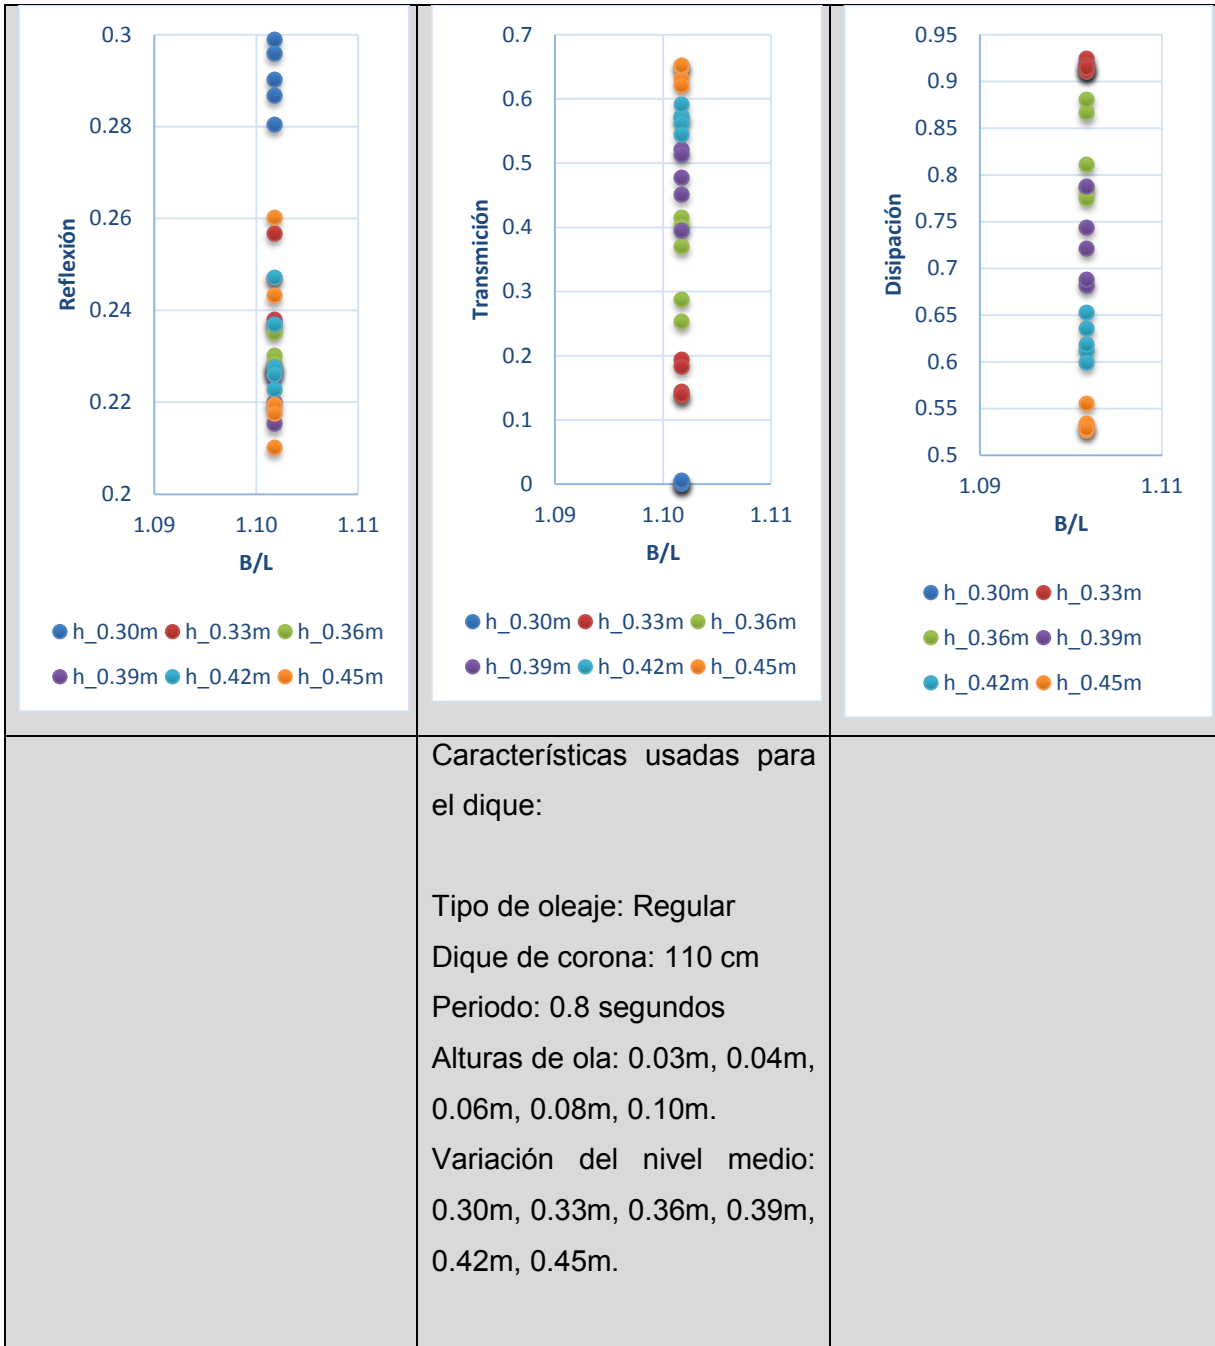 0.3
0.28
0.26
0.24
0.22
0.2
Reflexión
1.09 1.10 1.11
B/L
h_0.30m h_0.33m h_0.36m
h_0.39m h_0.42m h_0.45m
0.7
0.6
0.5
0.4
0.3
0.2
0.1
0
Transmición
1.09 1.10 1.11
B/L
h_0.30m h_0.33m h_0.36m
h_0.39m h_0.42m h_0.45m
0.95
0.9
0.85
0.8
0.75
0.7
0.65
0.6
0.55
0.5
Disipación
1.09 1.11
B/L
h_0.30m h_0.33m
h_0.36m h_0.39m
h_0.42m h_0.45m
Características usadas para
el dique:
Tipo de oleaje: Regular
Dique de corona: 110 cm
Periodo: 0.8 segundos
Alturas de ola: 0.03m, 0.04m,
0.06m, 0.08m, 0.10m.
Variación del nivel medio:
0.30m, 0.33m, 0.36m, 0.39m,
0.42m, 0.45m.